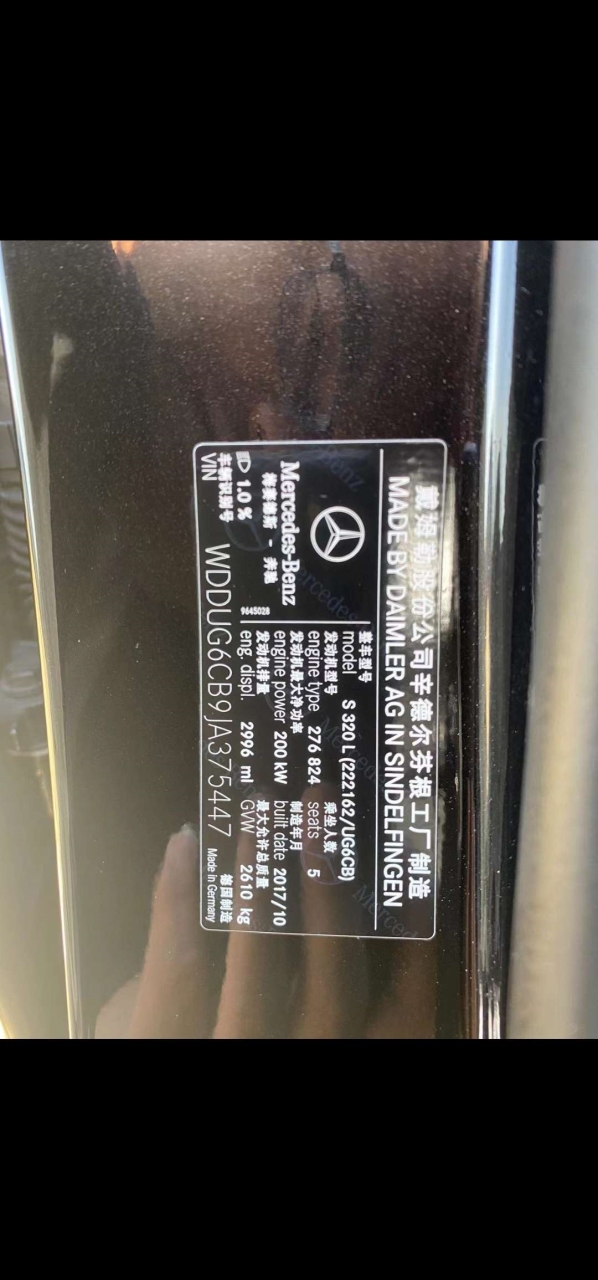 戴姆勒股份公司辛德尔芬根工厂制造
MADE BY DAIMLER AG IN SINDELFINGEN
Mercedes-Benz
梅赛德斯 - 奔驰
1.0 %
9645028
整车型号
model S 320 L (222162/UG6CB)
发动机型号 乘坐人数
engine type 276 824 seats 5
发动机最大净功率 制造年月
engine power 200 kW built date 2017/10
发动机排量 最大允许总质量
eng. displ. 2996 ml GVW 2610 kg
车辆识别号 德国制造
VIN WDDUG6CB9JA375447 Made in Germany